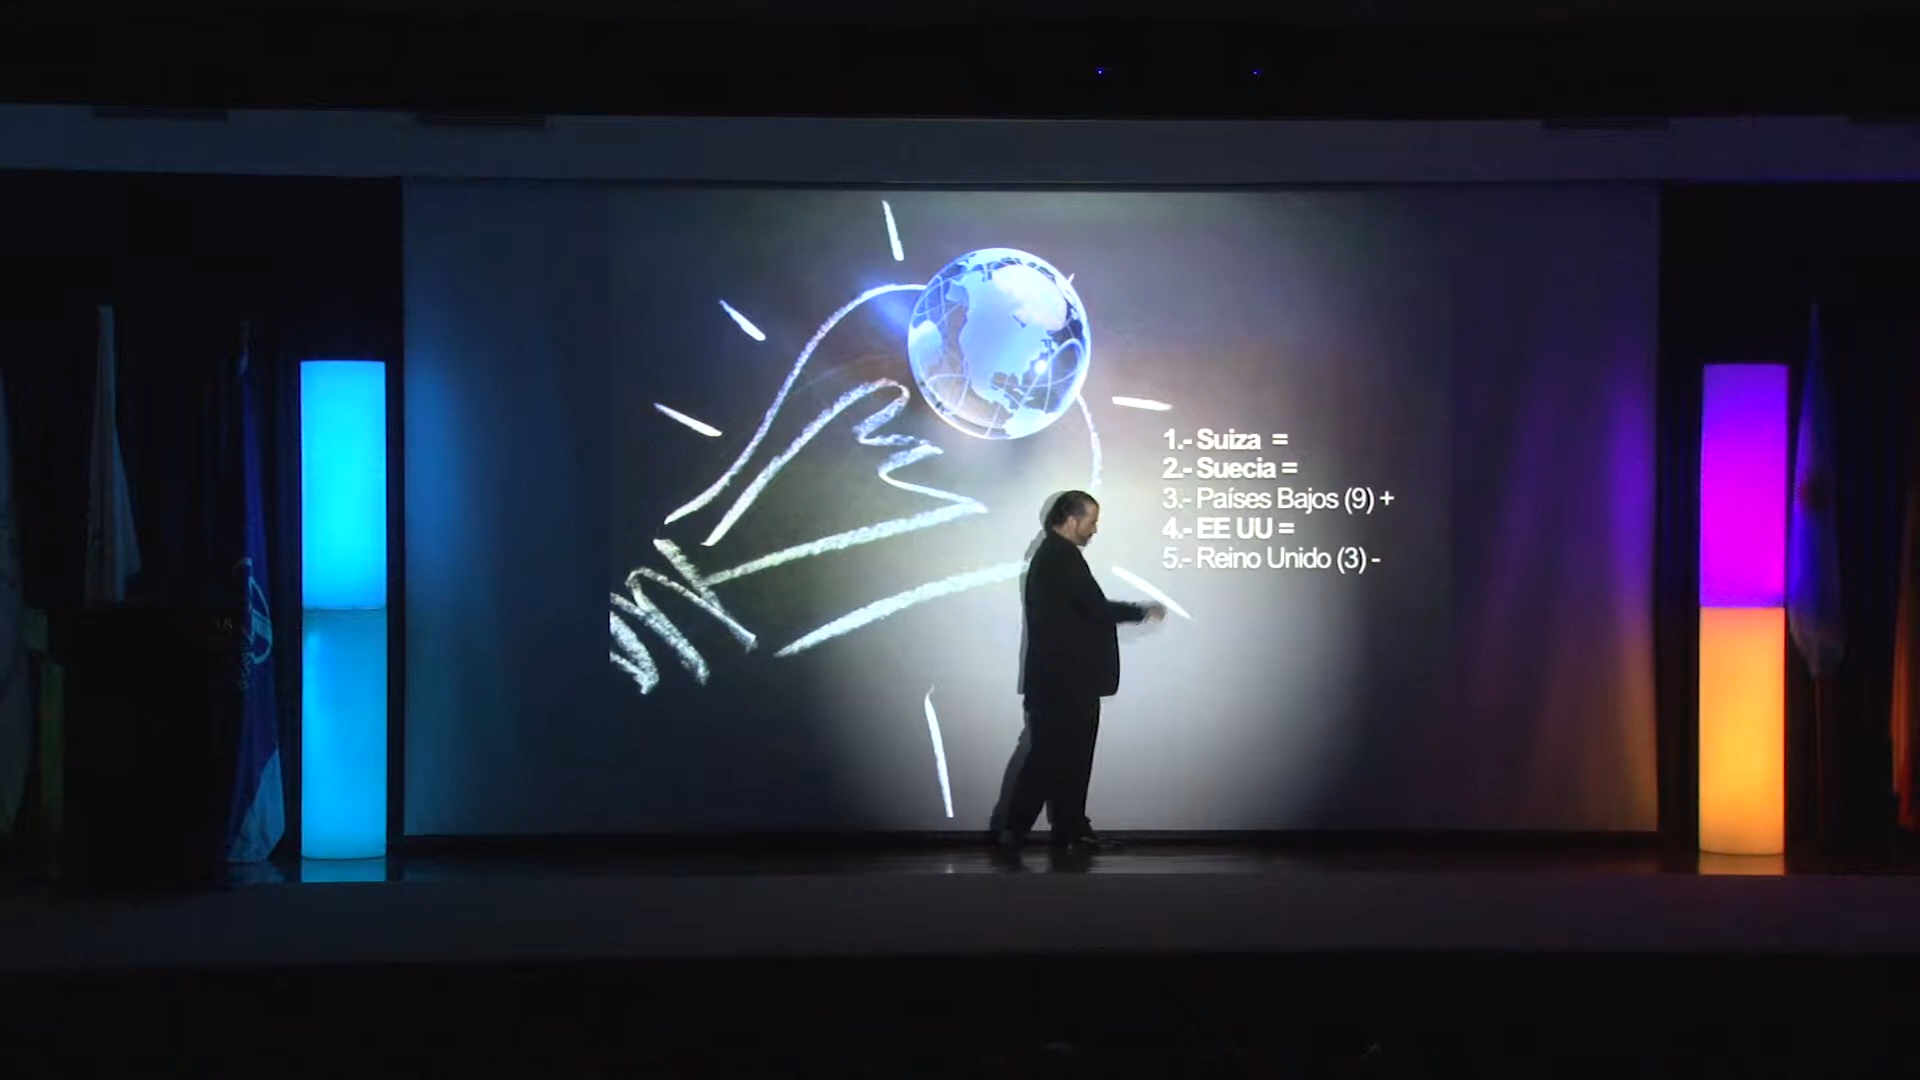 1.- Suiza =
2.- Suecia =
3.- Países Bajos (9) +
4.- EE UU =
5.- Reino Unido (3) -